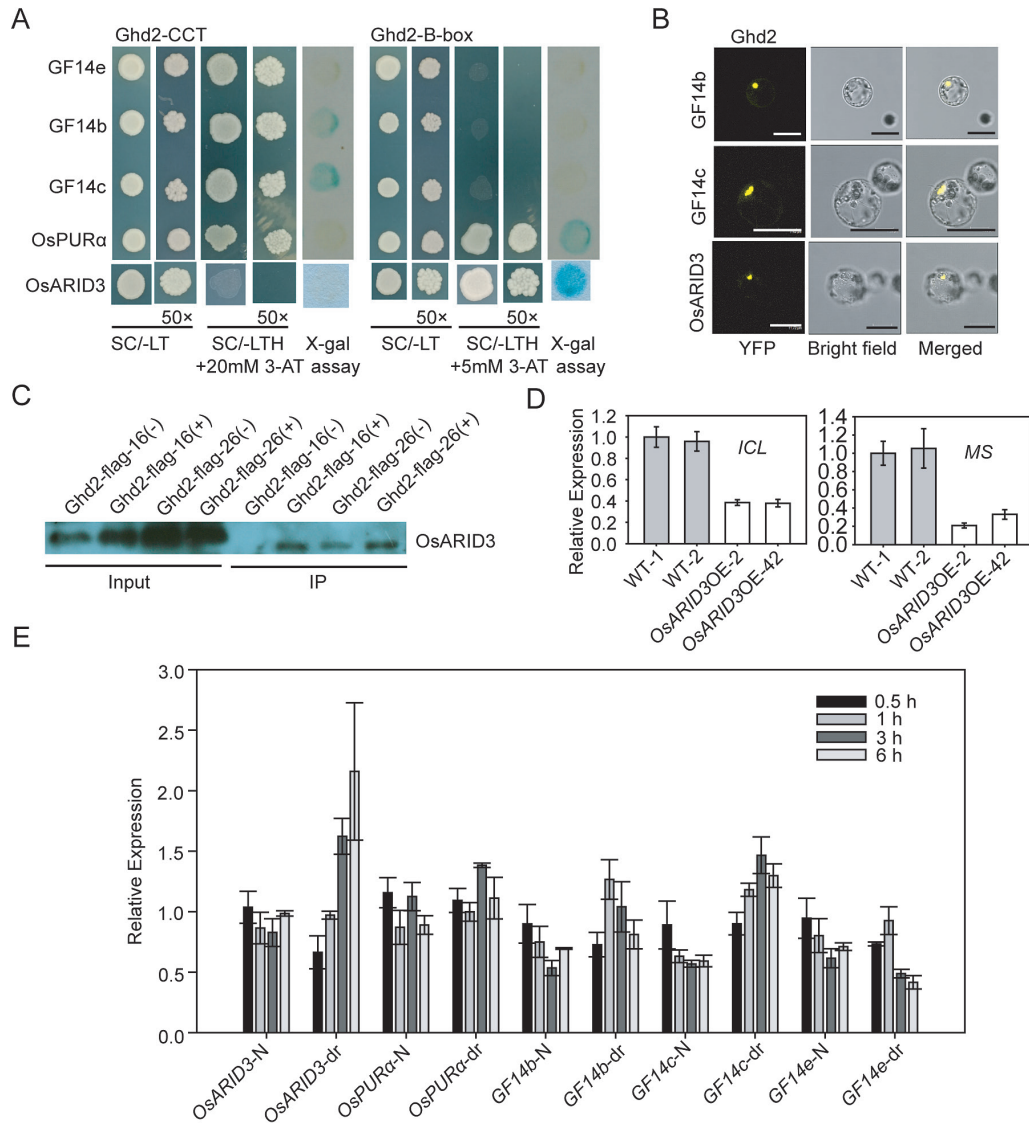 A
Ghd2-CCT
Ghd2-B-box
GF14e
GF14b
GF14c
OsPURα
OsARID3
50×
50×
50×
50×
SC/-LT
SC/-LTH
+20mM 3-AT
X-gal
assay
SC/-LT
SC/-LTH
+5mM 3-AT
X-gal
assay
B
Ghd2
GF14b
GF14c
OsARID3
YFP
Bright field
Merged
C
Ghd2-flag-16(-)
Ghd2-flag-16(+)
Ghd2-flag-26(-)
Ghd2-flag-26(+)
Ghd2-flag-16(-)
Ghd2-flag-16(+)
Ghd2-flag-26(-)
Ghd2-flag-26(+)
OsARID3
Input
IP
D
Relative Expression
1.2
1.0
0.8
0.6
0.4
0.2
0.0
ICL
WT-1
WT-2
OsARID3OE-2
OsARID3OE-42
1.4
1.2
1.0
0.8
0.6
0.4
0.2
0.0
MS
WT-1
WT-2
OsARID3OE-2
OsARID3OE-42
E
Relative Expression
3.0
2.5
2.0
1.5
1.0
0.5
0.0
0.5 h
1 h
3 h
6 h
OsARID3-N
OsARID3-dr
OsPURα-N
OsPURα-dr
GF14b-N
GF14b-dr
GF14c-N
GF14c-dr
GF14e-N
GF14e-dr